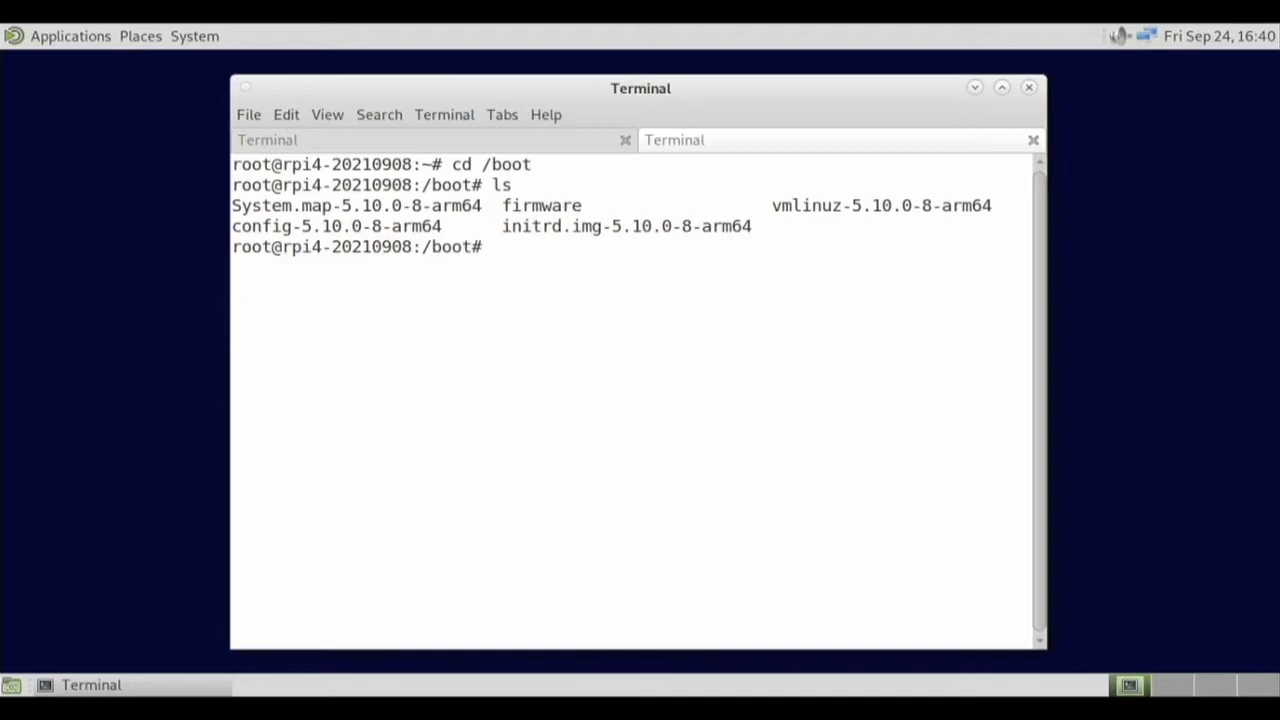 Applications Places System
Fri Sep 24, 16:40
Terminal
File Edit View Search Terminal Tabs Help
Terminal
Terminal
root@rpi4-20210908:~# cd /boot
root@rpi4-20210908:/boot# ls
System.map-5.10.0-8-arm64 firmware vmlinuz-5.10.0-8-arm64
config-5.10.0-8-arm64 initrd.img-5.10.0-8-arm64
root@rpi4-20210908:/boot#
Terminal